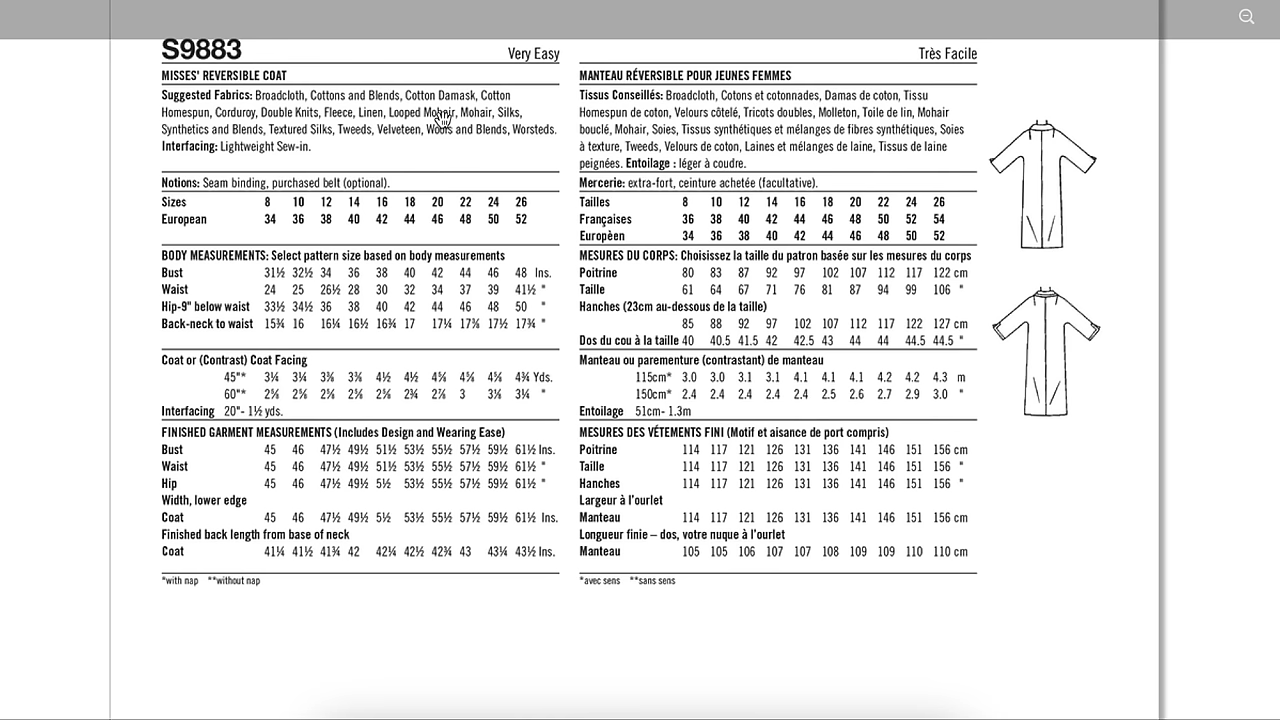 S9883 Very Easy
MISSES' REVERSIBLE COAT
Suggested Fabrics: Broadcloth, Cottons and Blends, Cotton Damask, Cotton
Homespun, Corduroy, Double Knits, Fleece, Linen, Looped Mohair, Mohair, Silks,
Synthetics and Blends, Textured Silks, Tweeds, Velveteen, Wools and Blends, Worsteds.
Interfacing: Lightweight Sew-in.
Notions: Seam binding, purchased belt (optional).
Sizes 8 10 12 14 16 18 20 22 24 26
European 34 36 38 40 42 44 46 48 50 52
BODY MEASUREMENTS: Select pattern size based on body measurements
Bust 31½ 32½ 34 36 38 40 42 44 46 48 Ins.
Waist 24 25 26½ 28 30 32 34 37 39 41½ "
Hip-9" below waist 33½ 34½ 36 38 40 42 44 46 48 50 "
Back-neck to waist 15¾ 16 16¼ 16½ 16¾ 17 17¼ 17⅜ 17½ 17¾ "
Coat or (Contrast) Coat Facing
45"* 3¼ 3¼ 3⅜ 3⅜ 4½ 4½ 4⅝ 4⅝ 4⅝ 4¾ Yds.
60"* 2⅝ 2⅝ 2⅝ 2⅝ 2⅝ 2¾ 2⅞ 3 3⅛ 3¼ "
Interfacing 20"- 1½ yds.
FINISHED GARMENT MEASUREMENTS (Includes Design and Wearing Ease)
Bust 45 46 47½ 49½ 51½ 53½ 55½ 57½ 59½ 61½ Ins.
Waist 45 46 47½ 49½ 51½ 53½ 55½ 57½ 59½ 61½ "
Hip 45 46 47½ 49½ 5½ 53½ 55½ 57½ 59½ 61½ "
Width, lower edge
Coat 45 46 47½ 49½ 5½ 53½ 55½ 57½ 59½ 61½ Ins.
Finished back length from base of neck
Coat 41¼ 41½ 41¾ 42 42¼ 42½ 42¾ 43 43¼ 43½ Ins.
*with nap **without nap
Très Facile
MANTEAU RÉVERSIBLE POUR JEUNES FEMMES
Tissus Conseillés: Broadcloth, Cotons et cotonnades, Damas de coton, Tissu
Homespun de coton, Velours côtelé, Tricots doubles, Molleton, Toile de lin, Mohair
bouclé, Mohair, Soies, Tissus synthétiques et mélanges de fibres synthétiques, Soies
à texture, Tweeds, Velours de coton, Laines et mélanges de laine, Tissus de laine
peignées. Entoilage : léger à coudre.
Mercerie: extra-fort, ceinture achetée (facultative).
Tailles 8 10 12 14 16 18 20 22 24 26
Françaises 36 38 40 42 44 46 48 50 52 54
Europèen 34 36 38 40 42 44 46 48 50 52
MESURES DU CORPS: Choisissez la taille du patron basée sur les mesures du corps
Poitrine 80 83 87 92 97 102 107 112 117 122 cm
Taille 61 64 67 71 76 81 87 94 99 106 "
Hanches (23cm au-dessous de la taille)
85 88 92 97 102 107 112 117 122 127 cm
Dos du cou à la taille 40 40.5 41.5 42 42.5 43 44 44 44.5 44.5 "
Manteau ou parementure (contrastant) de manteau
115cm* 3.0 3.0 3.1 3.1 4.1 4.1 4.1 4.2 4.2 4.3 m
150cm* 2.4 2.4 2.4 2.4 2.4 2.5 2.6 2.7 2.9 3.0 "
Entoilage 51cm- 1.3m
MESURES DES VÉTEMENTS FINI (Motif et aisance de port compris)
Poitrine 114 117 121 126 131 136 141 146 151 156 cm
Taille 114 117 121 126 131 136 141 146 151 156 "
Hanches 114 117 121 126 131 136 141 146 151 156 "
Largeur à l'ourlet
Manteau 114 117 121 126 131 136 141 146 151 156 cm
Longueur finie – dos, votre nuque à l'ourlet
Manteau 105 105 106 107 107 108 109 109 110 110 cm
*avec sens **sans sens